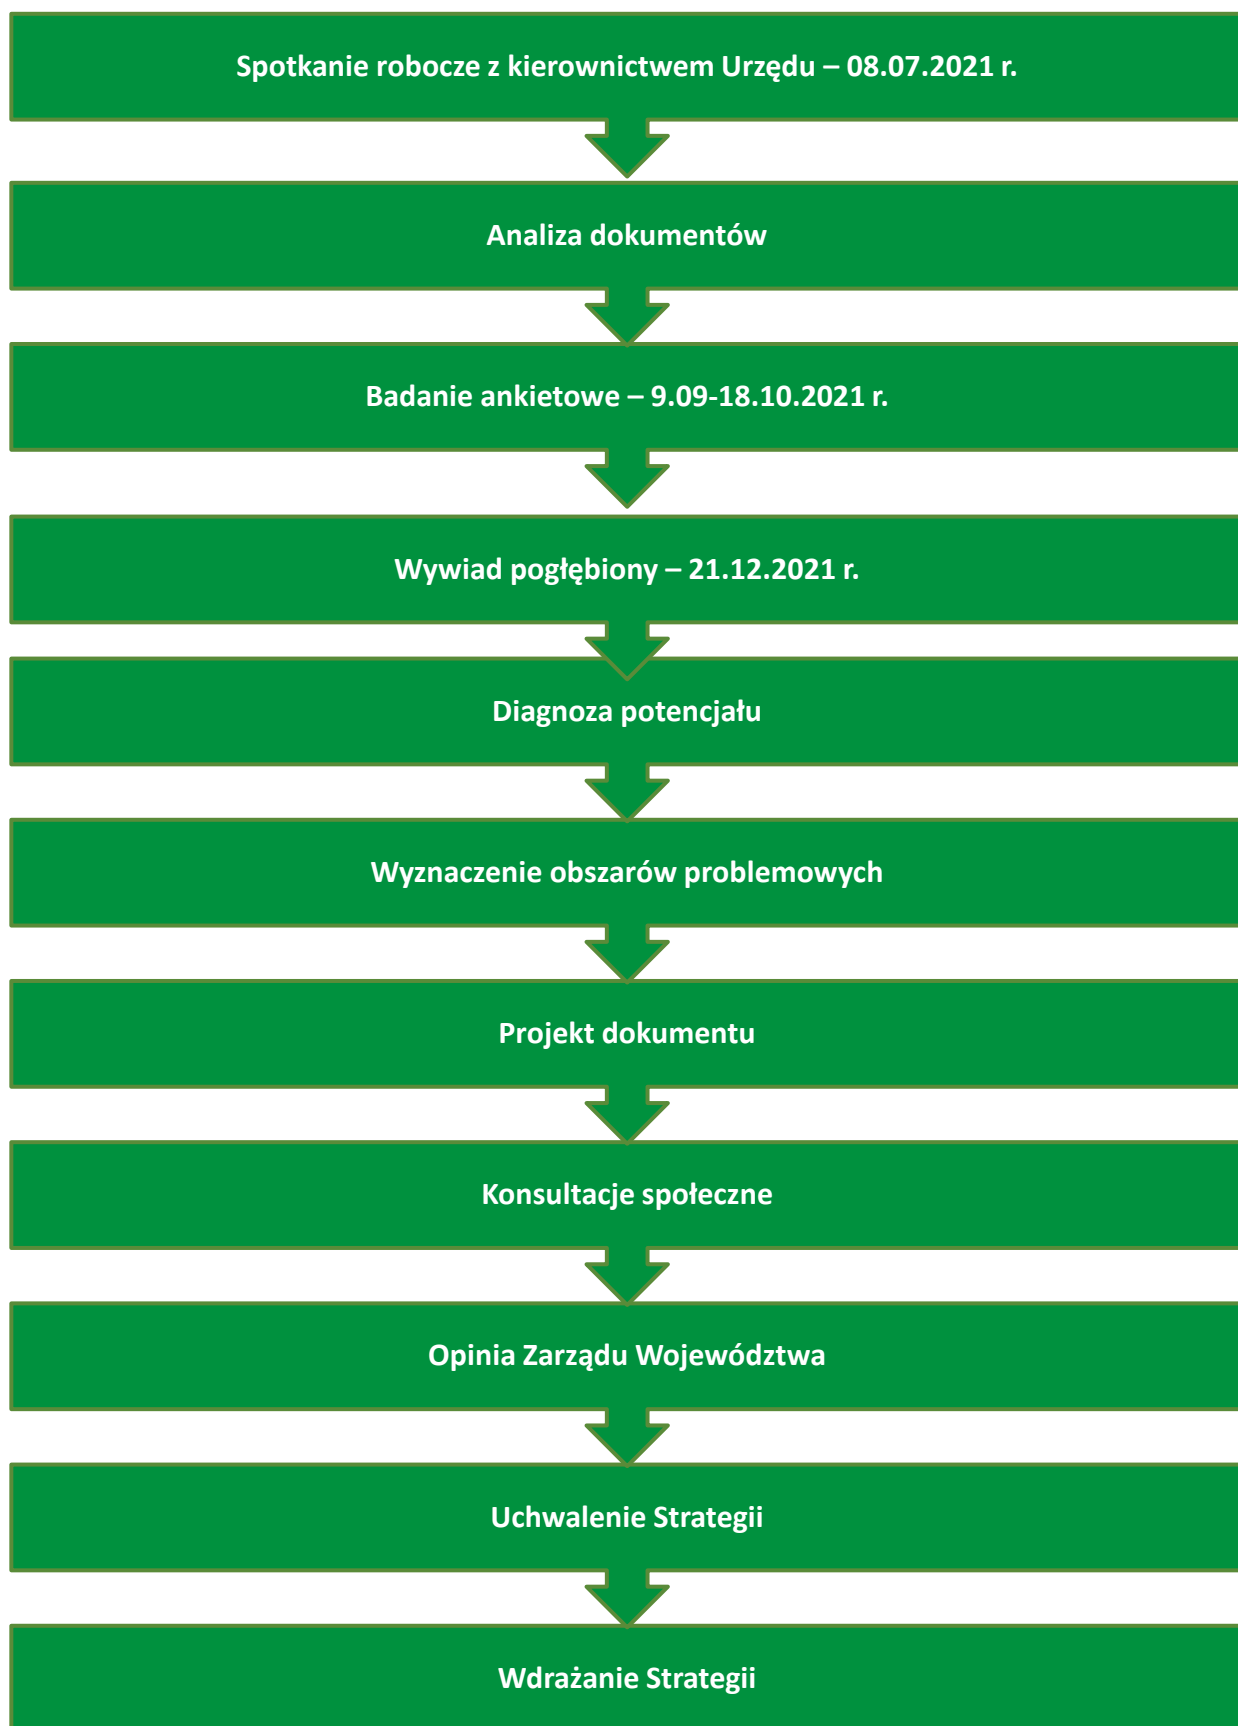 Spotkanie robocze z kierownictwem Urzędu – 08.07.2021 r.
Analiza dokumentów
Badanie ankietowe – 9.09-18.10.2021 r.
Wywiad pogłębiony – 21.12.2021 r.
Diagnoza potencjału
Wyznaczenie obszarów problemowych
Projekt dokumentu
Konsultacje społeczne
Opinia Zarządu Województwa
Uchwalenie Strategii
Wdrażanie Strategii